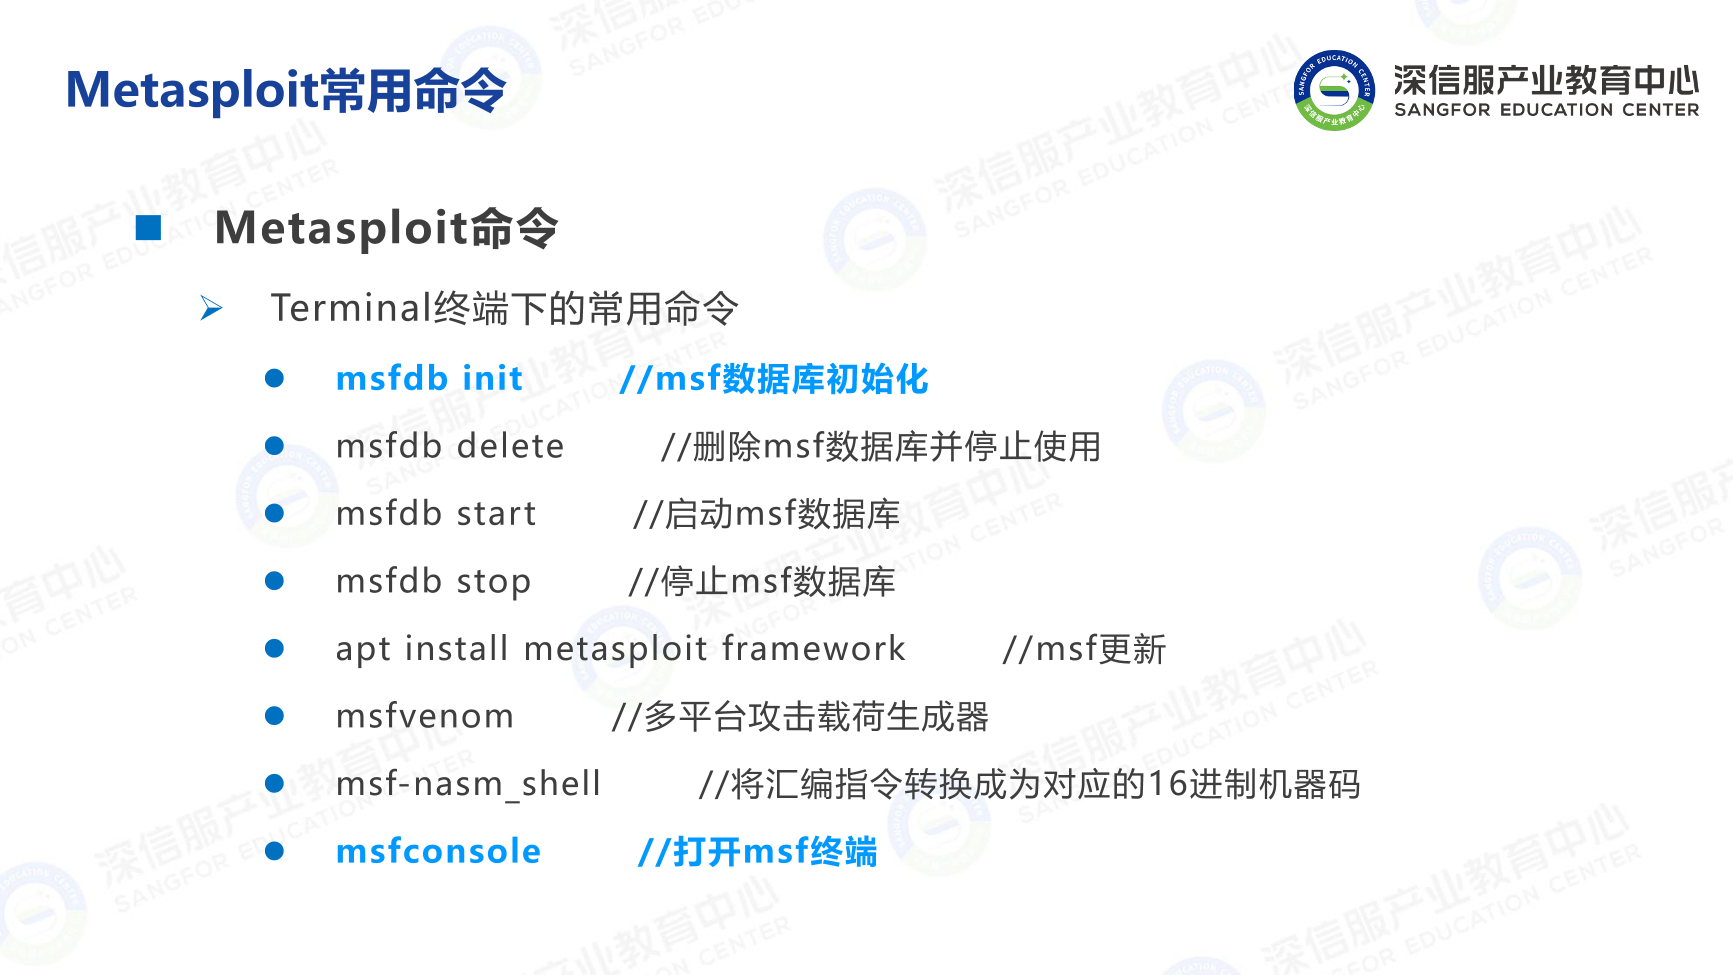 Metasploit常用命令
深信服产业教育中心
SANGFOR EDUCATION CENTER
Metasploit命令
Terminal终端下的常用命令
msfdb init //msf数据库初始化
msfdb delete //删除msf数据库并停止使用
msfdb start //启动msf数据库
msfdb stop //停止msf数据库
apt install metasploit framework //msf更新
msfvenom //多平台攻击载荷生成器
msf-nasm_shell //将汇编指令转换成为对应的16进制机器码
msfconsole //打开msf终端